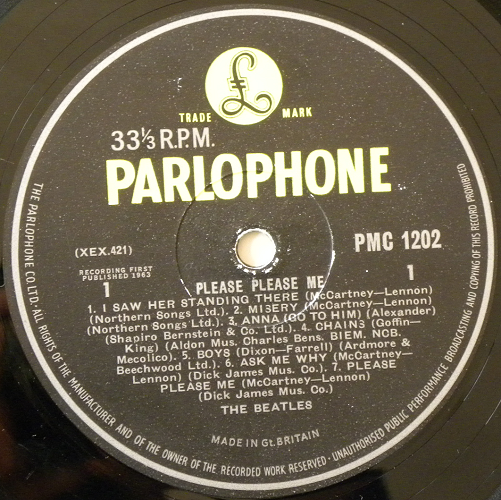 £
TRADE MARK
33⅓ R.P.M.
PARLOPHONE
(XEX.421)
PMC 1202
RECORDING FIRST
PUBLISHED 1963
1
1
PLEASE PLEASE ME
1. I SAW HER STANDING THERE (McCartney—Lennon)
(Northern Songs Ltd.). 2. MISERY (McCartney—Lennon)
(Northern Songs Ltd.). 3. ANNA (GO TO HIM) (Alexander)
(Shapiro Bernstein & Co. Ltd.). 4. CHAINS (Goffin—
King) (Aldon Mus. Charles Bens. BIEM. NCB.
Mecolico). 5. BOYS (Dixon—Farrell) (Ardmore &
Beechwood Ltd.). 6. ASK ME WHY (McCartney—
Lennon) (Dick James Mus. Co.). 7. PLEASE
PLEASE ME (McCartney—Lennon)
(Dick James Mus. Co.)
THE BEATLES
MADE IN Gt. BRITAIN
THE PARLOPHONE CO. LTD.· ALL RIGHTS OF THE MANUFACTURER AND OF THE OWNER OF THE RECORDED WORK RESERVED · UNAUTHORISED PUBLIC PERFORMANCE BROADCASTING AND COPYING OF THIS RECORD PROHIBITED